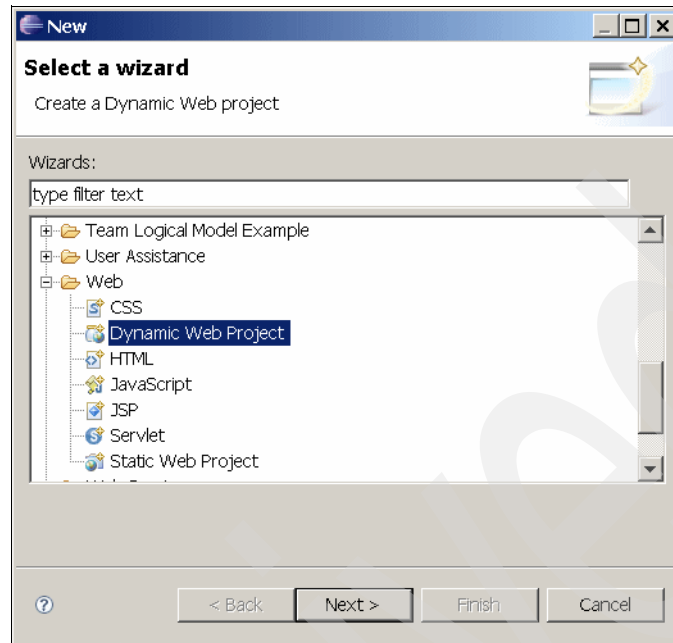 New
Select a wizard
Create a Dynamic Web project
Wizards:
type filter text
Team Logical Model Example
User Assistance
Web
CSS
Dynamic Web Project
HTML
JavaScript
JSP
Servlet
Static Web Project
? < Back Next > Finish Cancel